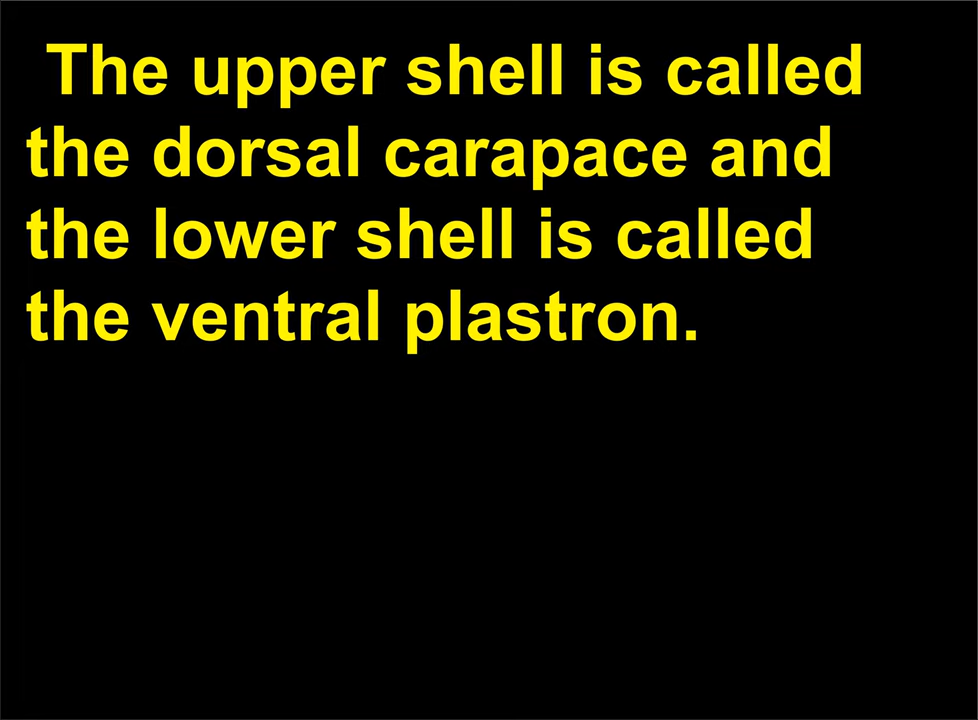 The upper shell is called
the dorsal carapace and
the lower shell is called
the ventral plastron.